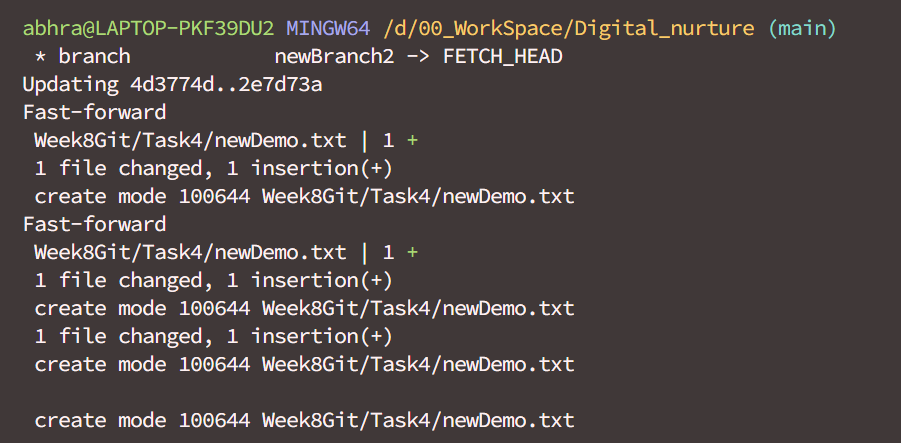 abhra@LAPTOP-PKF39DU2 MINGW64 /d/00_WorkSpace/Digital_nurture (main)
 * branch            newBranch2 -> FETCH_HEAD
Updating 4d3774d..2e7d73a
Fast-forward
 Week8Git/Task4/newDemo.txt | 1 +
 1 file changed, 1 insertion(+)
 create mode 100644 Week8Git/Task4/newDemo.txt
Fast-forward
 Week8Git/Task4/newDemo.txt | 1 +
 1 file changed, 1 insertion(+)
 create mode 100644 Week8Git/Task4/newDemo.txt
 1 file changed, 1 insertion(+)
 create mode 100644 Week8Git/Task4/newDemo.txt

 create mode 100644 Week8Git/Task4/newDemo.txt